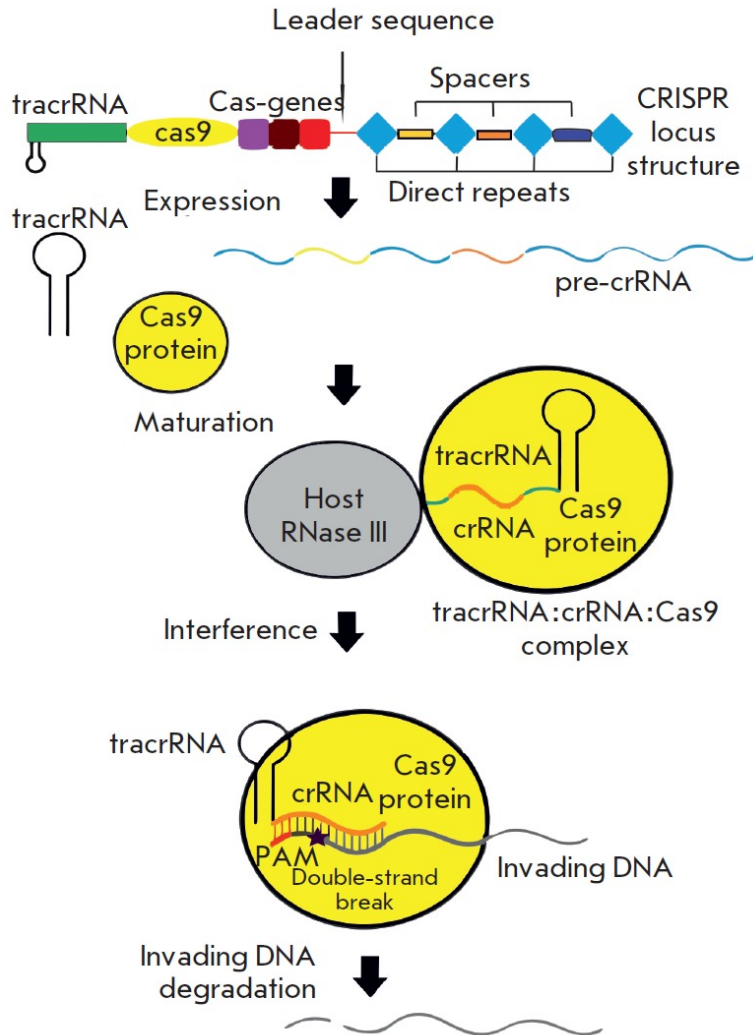 Leader sequence
tracrRNA
cas9
Cas-genes
Spacers
CRISPR
locus
structure
Direct repeats
Expression
tracrRNA
pre-crRNA
Cas9
protein
Maturation
Host
RNase III
tracrRNA
crRNA
Cas9
protein
tracrRNA:crRNA:Cas9
complex
Interference
tracrRNA
Cas9
protein
crRNA
PAM
Double-strand
break
Invading DNA
Invading DNA
degradation